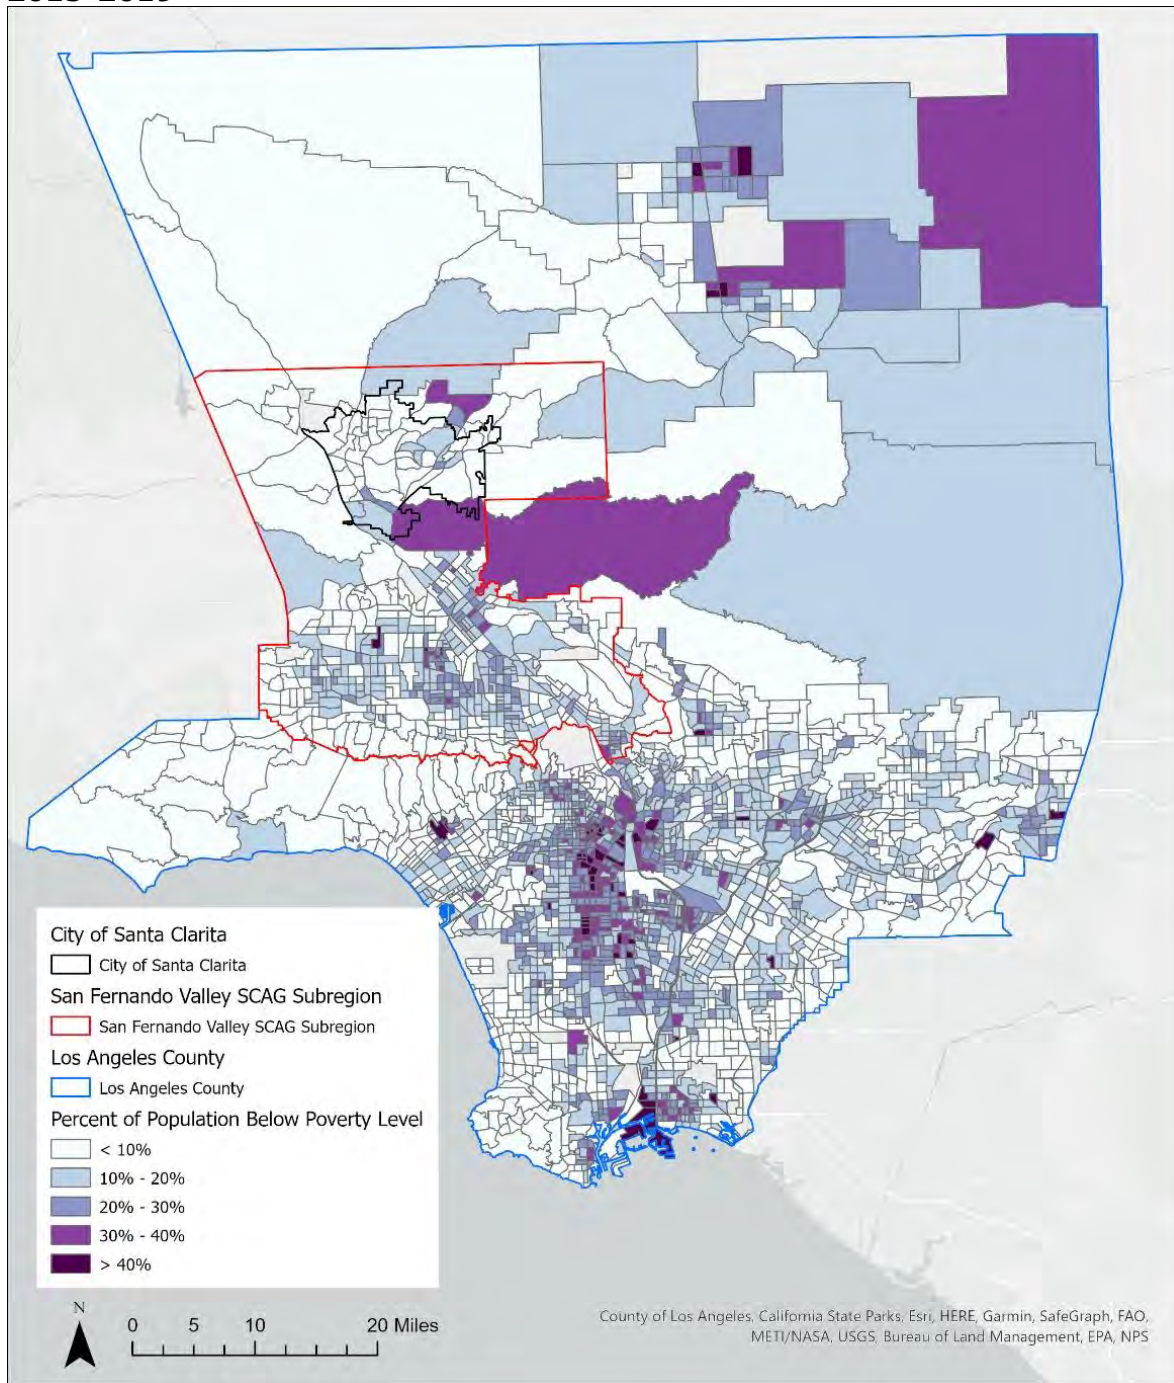 2015-2019
City of Santa Clarita
City of Santa Clarita
San Fernando Valley SCAG Subregion
San Fernando Valley SCAG Subregion
Los Angeles County
Los Angeles County
Percent of Population Below Poverty Level
< 10%
10% - 20%
20% - 30%
30% - 40%
> 40%
N
0 5 10 20 Miles
County of Los Angeles, California State Parks, Esri, HERE, Garmin, SafeGraph, FAO,
METI/NASA, USGS, Bureau of Land Management, EPA, NPS